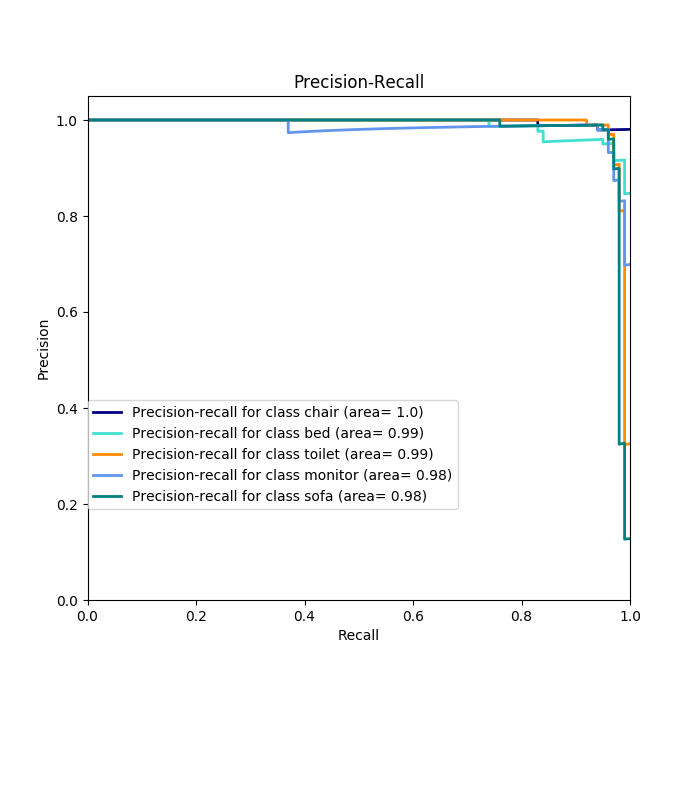 Precision-Recall
1.0
0.8
0.6
0.4
0.2
0.0
Precision
Precision-recall for class chair (area= 1.0)
Precision-recall for class bed (area= 0.99)
Precision-recall for class toilet (area= 0.99)
Precision-recall for class monitor (area= 0.98)
Precision-recall for class sofa (area= 0.98)
0.0 0.2 0.4 0.6 0.8 1.0
Recall